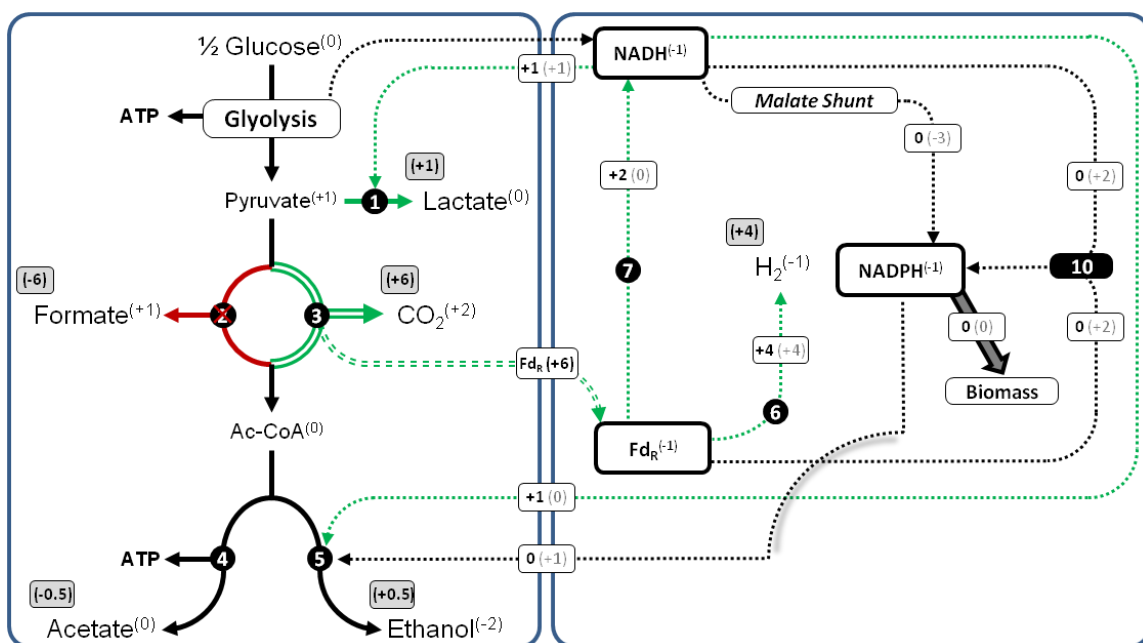 ½ Glucose(0)
ATP
Glyolysis
(+1)
Pyruvate(+1)
1
Lactate(0)
(-6)
(+6)
Formate(+1)
2
3
CO2(+2)
Ac-CoA(0)
ATP
4
5
(-0.5)
(+0.5)
Acetate(0)
Ethanol(-2)
+1 (+1)
FdR (+6)
+1 (0)
0 (+1)
NADH(-1)
Malate Shunt
0 (-3)
+2 (0)
0 (+2)
(+4)
H2(-1)
7
NADPH(-1)
10
+4 (+4)
0 (0)
0 (+2)
6
Biomass
FdR(-1)